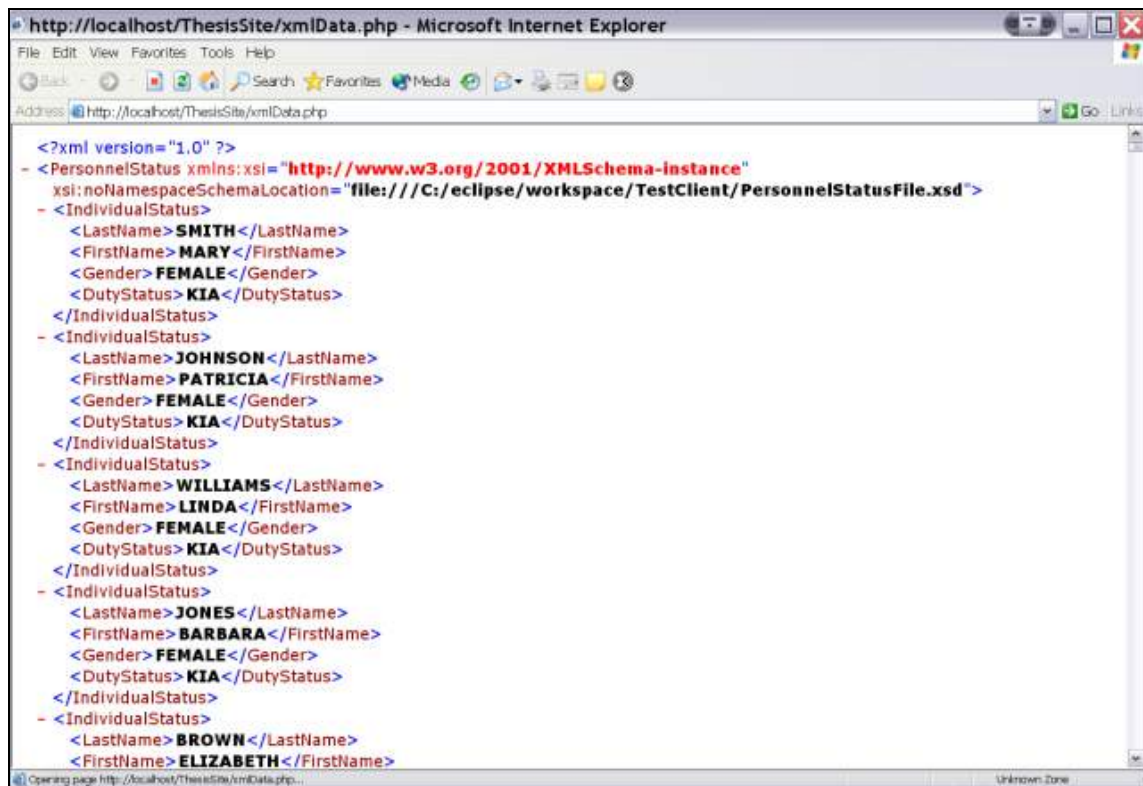 http://localhost/ThesisSite/xmlData.php - Microsoft Internet Explorer
File Edit View Favorites Tools Help
Back Search Favorites Media
Address http://localhost/ThesisSite/xmlData.php Go Links
<?xml version="1.0" ?>
- <PersonnelStatus xmlns:xsi="http://www.w3.org/2001/XMLSchema-instance"
xsi:noNamespaceSchemaLocation="file:///C:/eclipse/workspace/TestClient/PersonnelStatusFile.xsd">
- <IndividualStatus>
<LastName>SMITH</LastName>
<FirstName>MARY</FirstName>
<Gender>FEMALE</Gender>
<DutyStatus>KIA</DutyStatus>
</IndividualStatus>
- <IndividualStatus>
<LastName>JOHNSON</LastName>
<FirstName>PATRICIA</FirstName>
<Gender>FEMALE</Gender>
<DutyStatus>KIA</DutyStatus>
</IndividualStatus>
- <IndividualStatus>
<LastName>WILLIAMS</LastName>
<FirstName>LINDA</FirstName>
<Gender>FEMALE</Gender>
<DutyStatus>KIA</DutyStatus>
</IndividualStatus>
- <IndividualStatus>
<LastName>JONES</LastName>
<FirstName>BARBARA</FirstName>
<Gender>FEMALE</Gender>
<DutyStatus>KIA</DutyStatus>
</IndividualStatus>
- <IndividualStatus>
<LastName>BROWN</LastName>
<FirstName>ELIZABETH</FirstName>
Opening page http://localhost/ThesisSite/xmlData.php... Unknown Zone